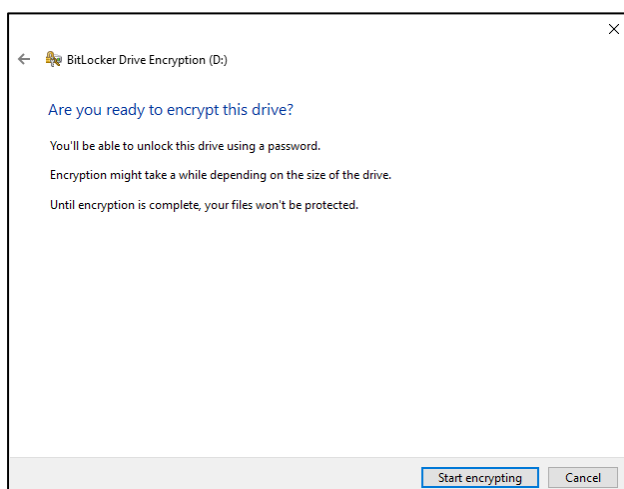 BitLocker Drive Encryption (D:)
Are you ready to encrypt this drive?
You'll be able to unlock this drive using a password.
Encryption might take a while depending on the size of the drive.
Until encryption is complete, your files won't be protected.
Start encrypting
Cancel